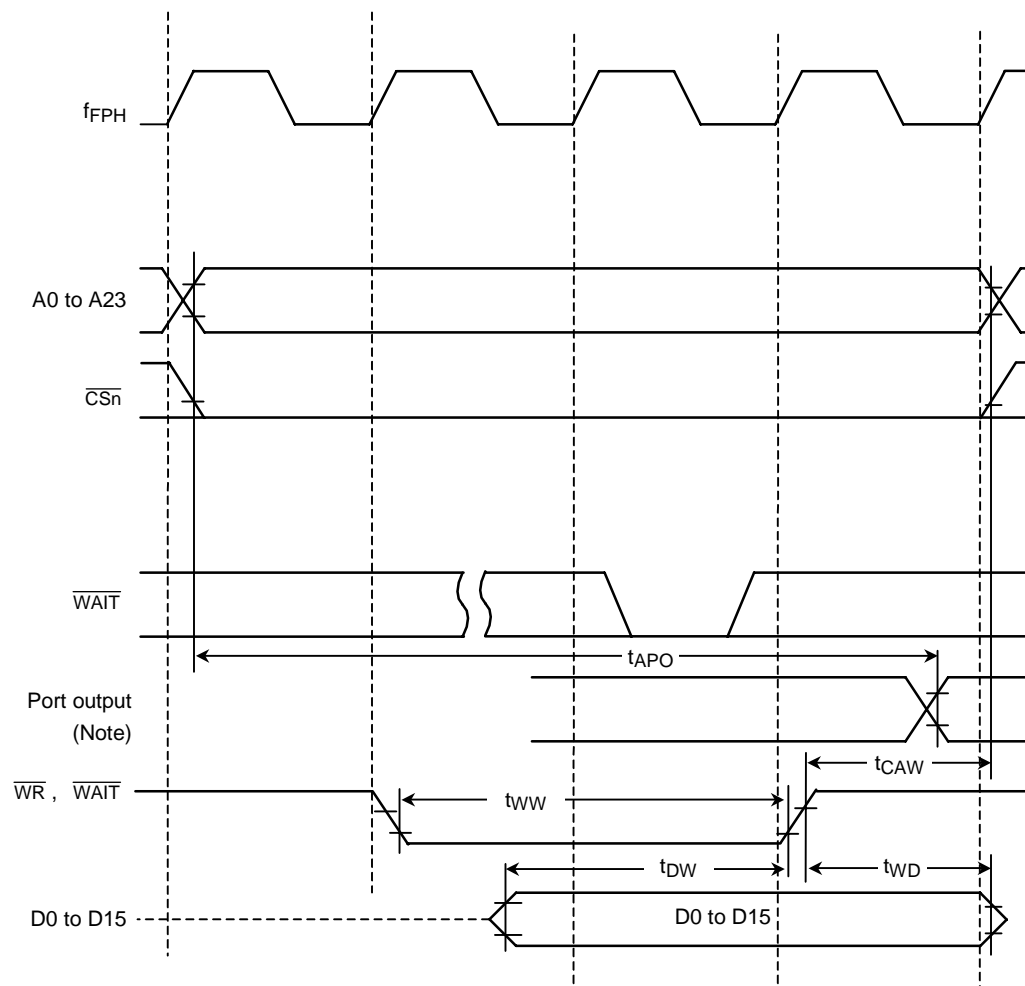 fFPH
A0 to A23
CSn
WAIT
tAPO
Port output
(Note)
tCAW
WR , WAIT
tWW
tDW
tWD
D0 to D15
D0 to D15